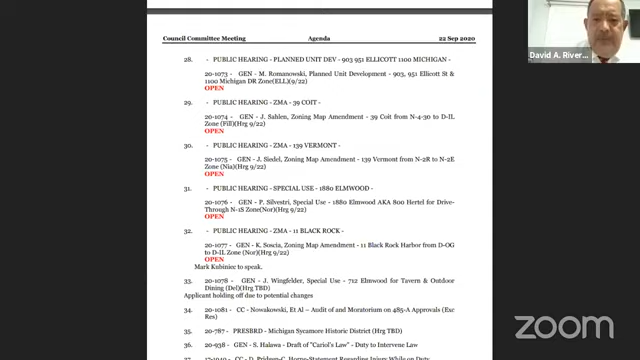 Council Committee Meeting Agenda 22 Sep 2020
28. - PUBLIC HEARING - PLANNED UNIT DEV - 903 951 ELLICOTT 1100 MICHIGAN -
20-1073 - GEN - M. Romanowski, Planned Unit Development - 903, 951 Ellicott St &
1100 Michigan DR Zone(ELL)(9/22)
OPEN
29. - PUBLIC HEARING - ZMA - 39 COIT -
20-1074 - GEN - J. Sahlen, Zoning Map Amendment - 39 Coit from N-4-30 to D-IL
Zone (Fill)(Hrg 9/22)
OPEN
30. - PUBLIC HEARING - ZMA - 139 VERMONT -
20-1075 - GEN - J. Siedel, Zoning Map Amendment - 139 Vermont from N-2R to N-2E
Zone (Nia)(Hrg 9/22)
OPEN
31. - PUBLIC HEARING - SPECIAL USE - 1880 ELMWOOD -
20-1076 - GEN - P. Silvestri, Special Use - 1880 Elmwood AKA 800 Hertel for Drive-
Through N-1S Zone(Nor)(Hrg 9/22)
OPEN
32. - PUBLIC HEARING - ZMA - 11 BLACK ROCK -
20-1077 - GEN - K. Soscia, Zoning Map Amendment - 11 Black Rock Harbor from D-OG
to D-IL Zone (Nor)(Hrg 9/22)
OPEN
Mark Kubiniec to speak.
33. 20-1078 - GEN - J. Wingfelder, Special Use - 712 Elmwood for Tavern & Outdoor
Dining (Del)(Hrg TBD)
Applicant holding off due to potential changes
34. 20-1081 - CC - Nowakowski, Et Al - Audit of and Moratorium on 485-A Approvals (Exc
Res)
35. 20-787 - PRESBRD - Michigan Sycamore Historic District (Hrg TBD)
36. 20-938 - GEN - S. Halawa - Draft of "Cariol's Law" - Duty to Intervene Law
David A. River...
zoom